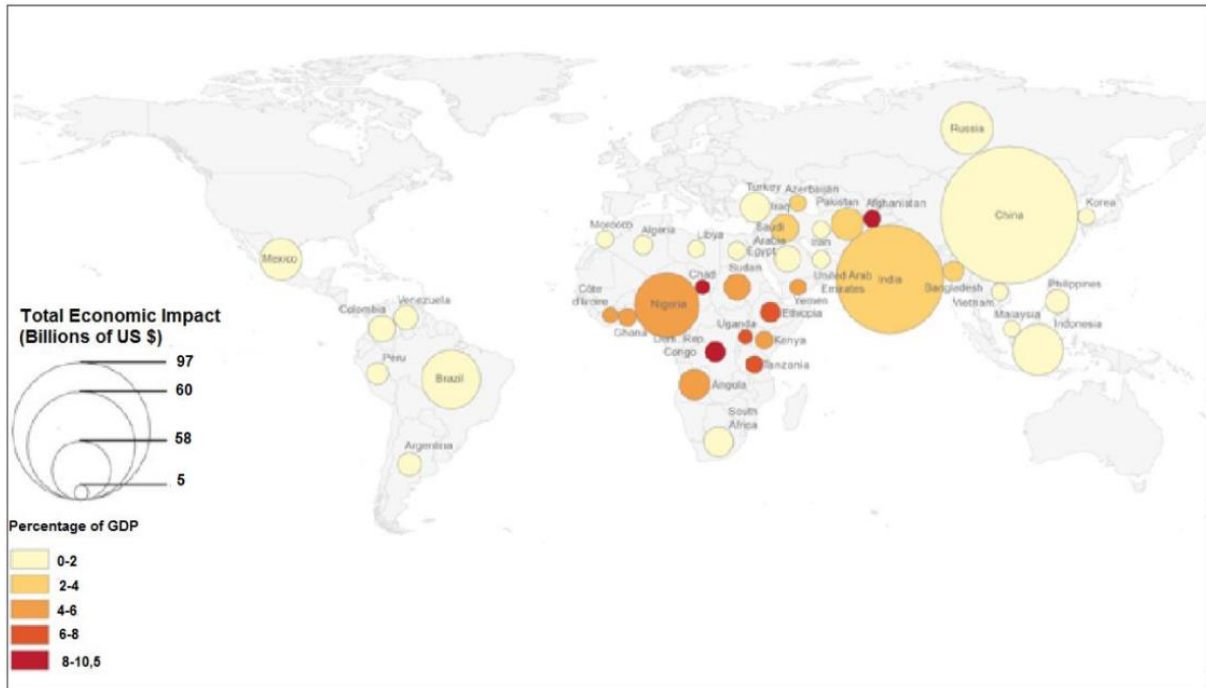 Russia
Turkey
Azerbaijan
Iraq
Pakistan
Afghanistan
China
Korea
Morocco
Algeria
Libya
Saudi
Arabia
Iran
Egypt
Mexico
Chad
Sudan
United Arab
Emirates
India
Bangladesh
Philippines
Côte
d'Ivoire
Nigeria
Yemen
Vietnam
Venezuela
Colombia
Ghana
Ethiopia
Malaysia
Indonesia
Uganda
Dem. Rep.
Congo
Kenya
Peru
Tanzania
Brazil
Angola
South
Africa
Argentina
Total Economic Impact
(Billions of US $)
97
60
58
5
Percentage of GDP
0-2
2-4
4-6
6-8
8-10,5